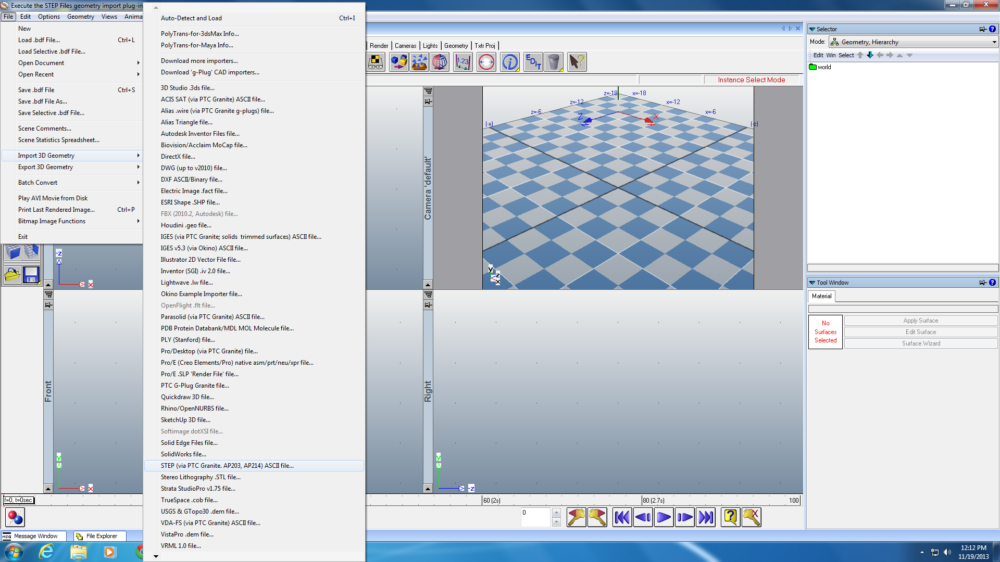 Execute the STEP Files geometry import plug-in
File Edit Options Geometry Views Anima
New
Load .bdf File... Ctrl+L
Load Selective .bdf File...
Open Document
Open Recent
Save .bdf File Ctrl+S
Save .bdf File As...
Save Selective .bdf File...
Scene Comments...
Scene Statistics Spreadsheet...
Import 3D Geometry
Export 3D Geometry
Batch Convert
Play AVI Movie from Disk
Print Last Rendered Image... Ctrl+P
Bitmap Image Functions
Exit
Auto-Detect and Load Ctrl+I
PolyTrans-for-3dsMax Info...
PolyTrans-for-Maya Info...
Download more importers...
Download 'g-Plug' CAD importers...
3D Studio .3ds file...
ACIS SAT (via PTC Granite) ASCII file...
Alias .wire (via PTC Granite g-plugs) file...
Alias Triangle file...
Autodesk Inventor Files file...
Biovision/Acclaim MoCap file...
DirectX file...
DWG (up to v2010) file...
DXF ASCII/Binary file...
Electric Image .fact file...
ESRI Shape .SHP file...
FBX (2010.2, Autodesk) file...
Houdini .geo file...
IGES (via PTC Granite; solids  trimmed surfaces) ASCII file...
IGES v5.3 (via Okino) ASCII file...
Illustrator 2D Vector File file...
Inventor (SGI) .iv 2.0 file...
Lightwave .lw file...
Okino Example Importer file...
OpenFlight .flt file...
Parasolid (via PTC Granite) ASCII file...
PDB Protein Databank/MDL MOL Molecule file...
PLY (Stanford) file...
Pro/Desktop (via PTC Granite) file...
Pro/E (Creo Elements/Pro) native asm/prt/neu/xpr file...
Pro/E .SLP 'Render File' file...
PTC G-Plug Granite file...
Quickdraw 3D file...
Rhino/OpenNURBS file...
SketchUp 3D file...
Softimage dotXSI file...
Solid Edge Files file...
SolidWorks file...
STEP (via PTC Granite. AP203, AP214) ASCII file...
Stereo Lithography .STL file...
Strata StudioPro v1.75 file...
TrueSpace .cob file...
USGS & GTopo30 .dem file...
VDA-FS (via PTC Granite) ASCII file...
VistaPro .dem file...
VRML 1.0 file...
Render Cameras Lights Geometry Txtr Proj
1.23
EDIT
Instance Select Mode
Camera 'default'
z=-18 x=-18
z=-12 x=-12
z=-6 x=-6
(-x) (-z)
Z X
y
z
x
-z
x
Front
y
x
Right
y
-z
Selector
Mode: Geometry, Hierarchy
Edit Win Select
world
Tool Window
Material
No
Surfaces
Selected
Apply Surface
Edit Surface
Surface Wizard
f=0, t=0sec
60 (2s) 80 (2.7s) 100
0
MSG Message Window
File Explorer
12:12 PM
11/19/2013